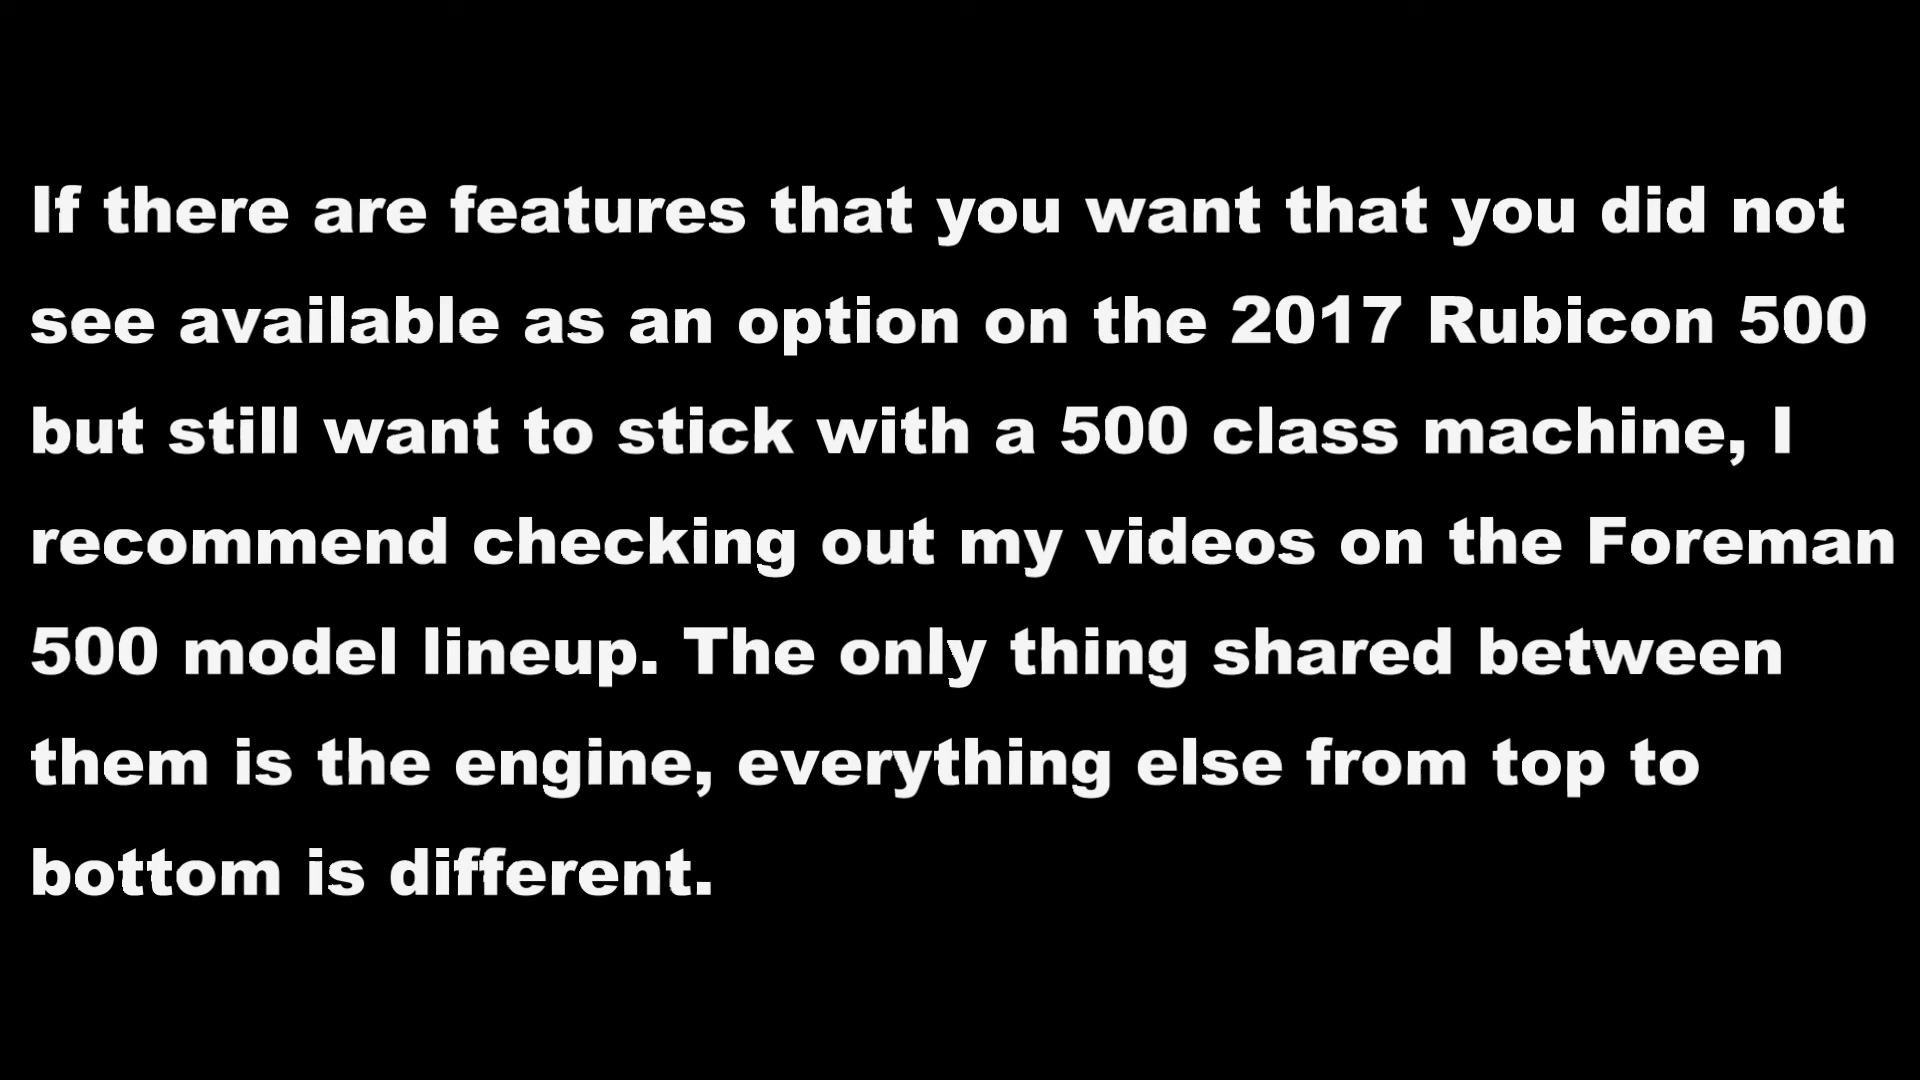 If there are features that you want that you did not
see available as an option on the 2017 Rubicon 500
but still want to stick with a 500 class machine, I
recommend checking out my videos on the Foreman
500 model lineup. The only thing shared between
them is the engine, everything else from top to
bottom is different.